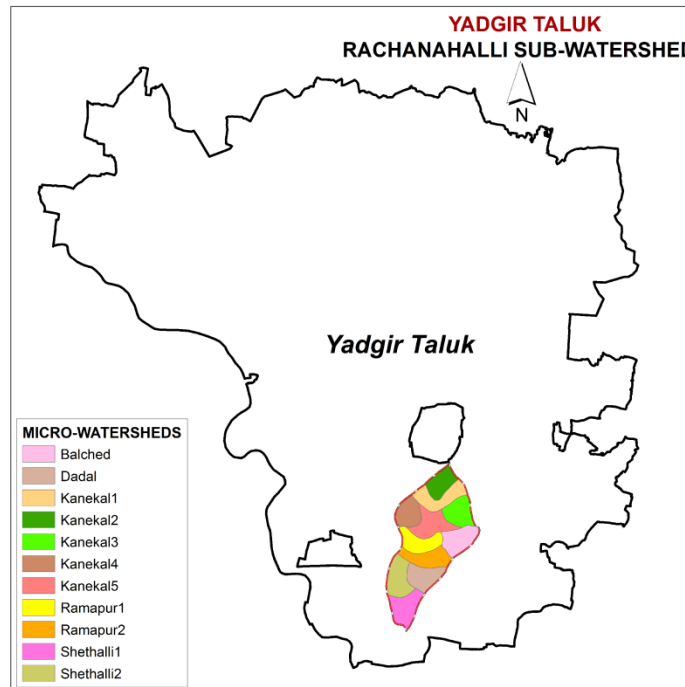 YADGIR TALUK
RACHANAHALLI SUB-WATERSHED
N
Yadgir Taluk
MICRO-WATERSHEDS
Balched
Dadal
Kanekal1
Kanekal2
Kanekal3
Kanekal4
Kanekal5
Ramapur1
Ramapur2
Shethalli1
Shethalli2